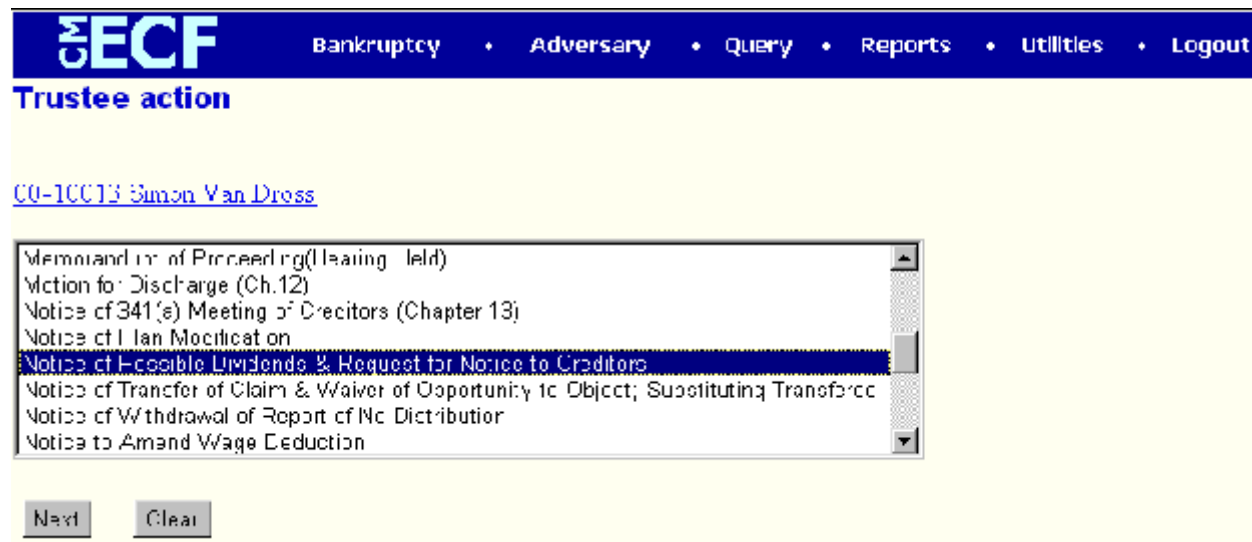 CM ECF Bankruptcy • Adversary • Query • Reports • Utilities • Logout
Trustee action
00-10013 Simon Van Dross
Memorandum of Proceeding(Hearing Held)
Motion for Discharge (Ch.12)
Notice of 341(a) Meeting of Creditors (Chapter 13)
Notice of Plan Modification
Notice of Possible Dividends & Request for Notice to Creditors
Notice of Transfer of Claim & Waiver of Opportunity to Object; Substituting Transferee
Notice of Withdrawal of Report of No Distribution
Notice to Amend Wage Deduction
Next Clear